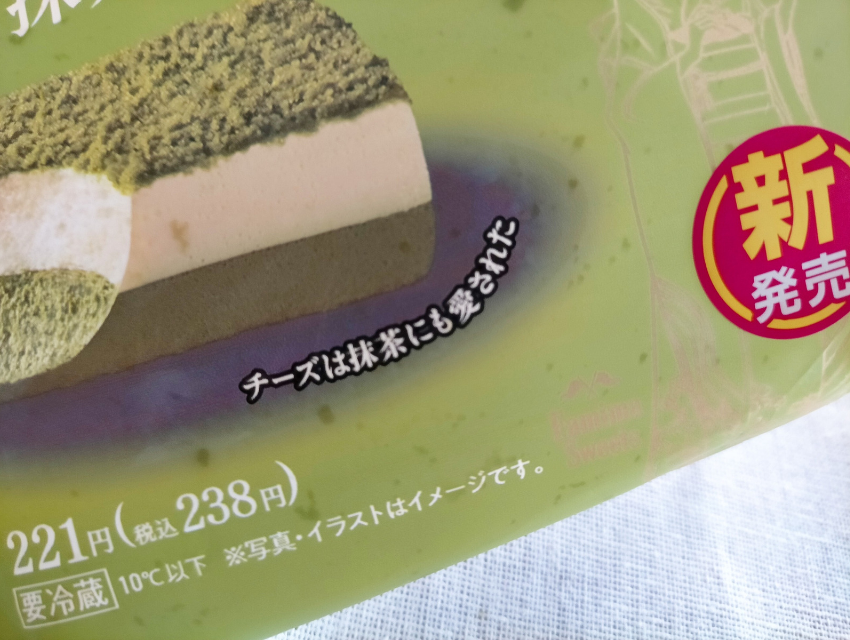 抹
新
発売
チーズは抹茶にも愛された
221円(税込238円)
要冷蔵 10℃以下 ※写真・イラストはイメージです。